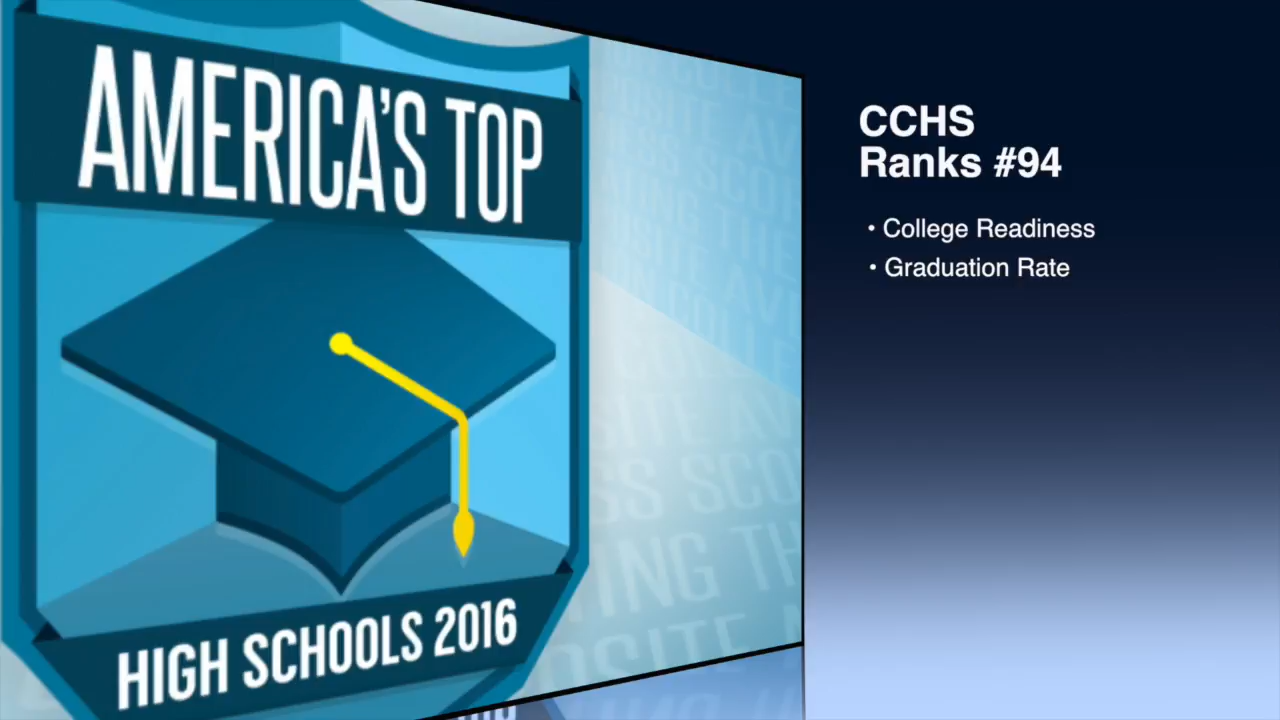 AMERICA'S TOP
HIGH SCHOOLS 2016
CCHS
Ranks #94
• College Readiness
• Graduation Rate